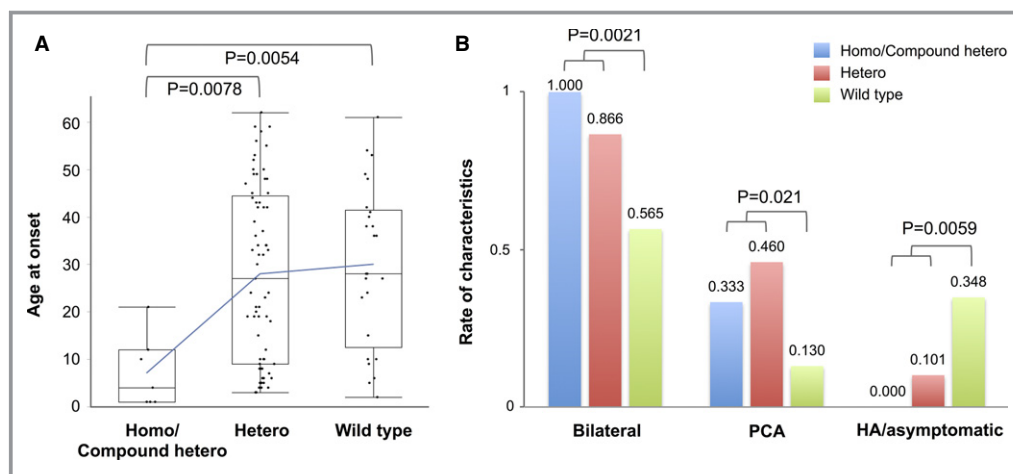 A
P=0.0054
P=0.0078
Age at onset
60
50
40
30
20
10
0
Homo/
Compound hetero
Hetero
Wild type
B
P=0.0021
Homo/Compound hetero
Hetero
Wild type
Rate of characteristics
1
0.5
0
1.000
0.866
0.565
P=0.021
0.333
0.460
0.130
P=0.0059
0.000
0.101
0.348
Bilateral
PCA
HA/asymptomatic